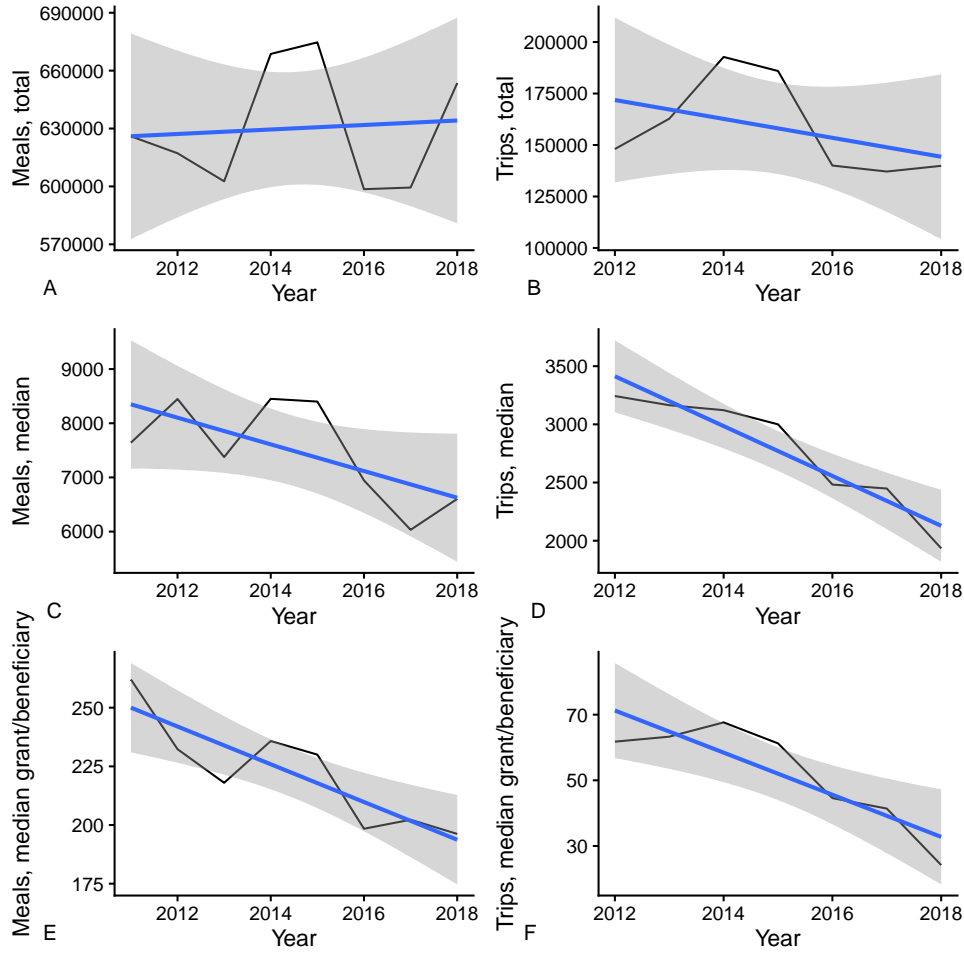 Meals, total
690000
660000
630000
600000
570000
2012
2014
2016
2018
Year
A
Trips, total
200000
175000
150000
125000
100000
2012
2014
2016
2018
Year
B
Meals, median
9000
8000
7000
6000
2012
2014
2016
2018
Year
C
Trips, median
3500
3000
2500
2000
2012
2014
2016
2018
Year
D
Meals, median grant/beneficiary
250
225
200
175
2012
2014
2016
2018
Year
E
Trips, median grant/beneficiary
70
50
30
2012
2014
2016
2018
Year
F